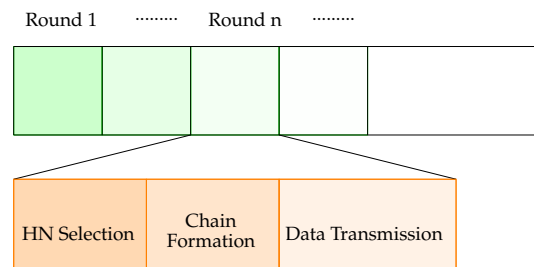 Round 1 ......... Round n .........
HN Selection
Chain
Formation
Data Transmission